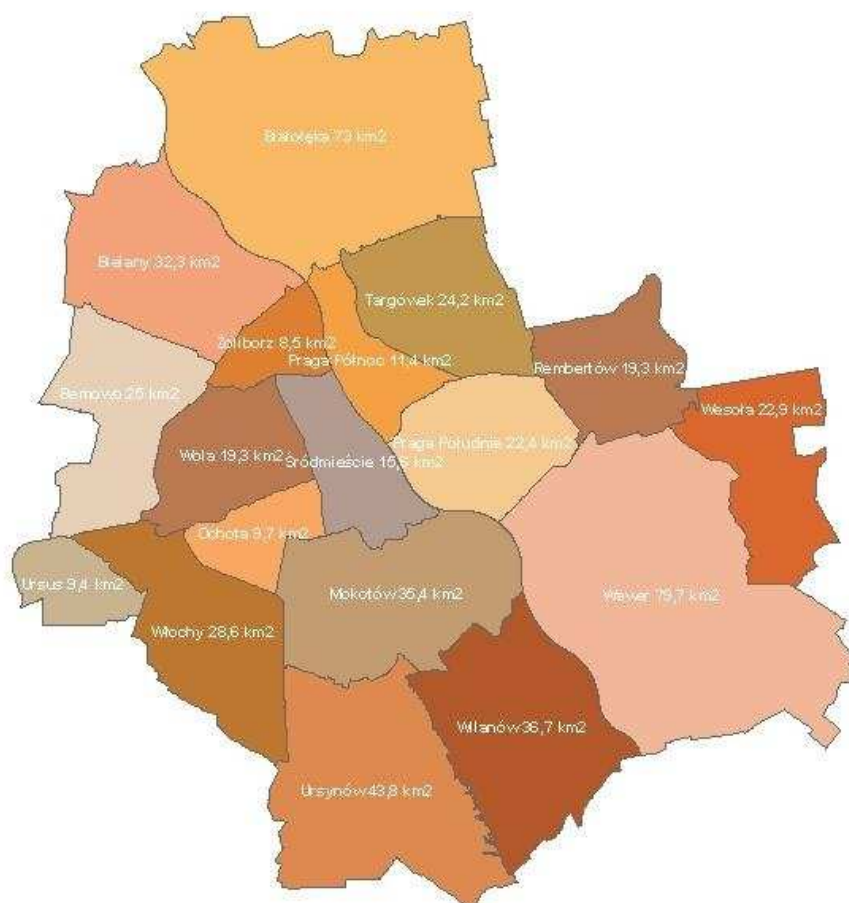 Białołęka 73 km2
Bielany 32,3 km2
Targówek 24,2 km2
Żoliborz 8,5 km2
Praga Północ 11,4 km2
Rembertów 19,3 km2
Bemowo 25 km2
Wesoła 22,9 km2
Praga Południe 22,4 km2
Wola 19,3 km2
Śródmieście 15,6 km2
Ochota 9,7 km2
Ursus 9,4 km2
Mokotów 35,4 km2
Wawer 79,7 km2
Włochy 28,6 km2
Wilanów 36,7 km2
Ursynów 43,8 km2